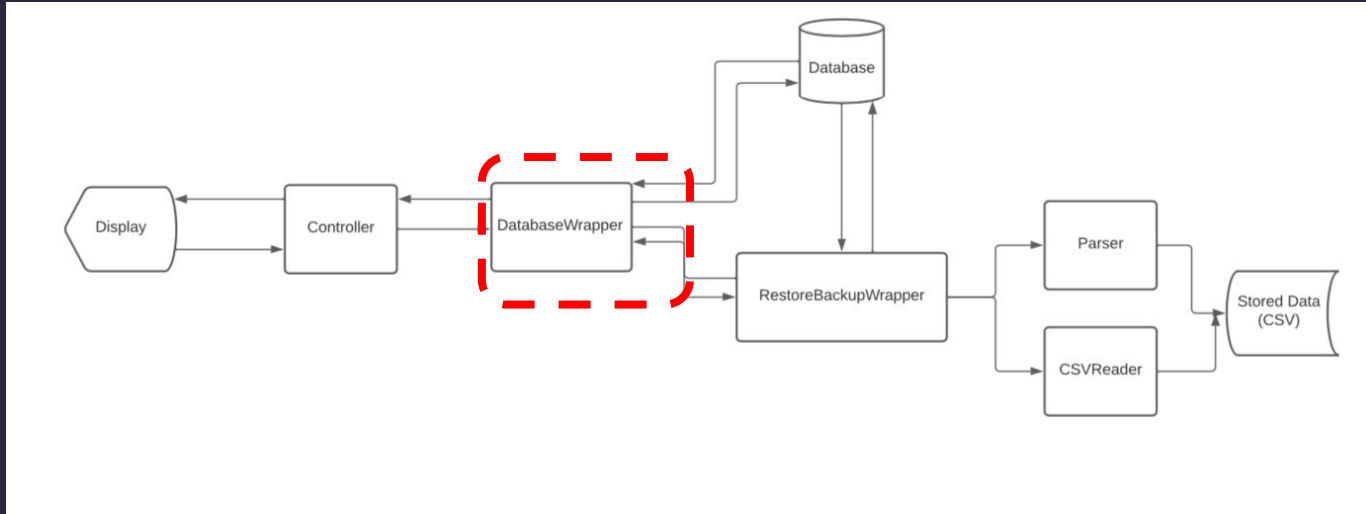 Database
Display
Controller
DatabaseWrapper
Parser
RestoreBackupWrapper
Stored Data
(CSV)
CSVReader